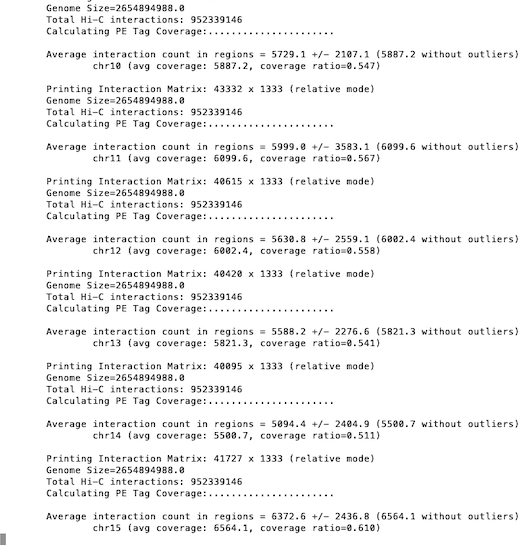 Genome Size=2654894988.0
Total Hi-C interactions: 952339146
Calculating PE Tag Coverage:......................
Average interaction count in regions = 5729.1 +/- 2107.1 (5887.2 without outliers)
chr10 (avg coverage: 5887.2, coverage ratio=0.547)
Printing Interaction Matrix: 43332 x 1333 (relative mode)
Genome Size=2654894988.0
Total Hi-C interactions: 952339146
Calculating PE Tag Coverage:......................
Average interaction count in regions = 5999.0 +/- 3583.1 (6099.6 without outliers)
chr11 (avg coverage: 6099.6, coverage ratio=0.567)
Printing Interaction Matrix: 40615 x 1333 (relative mode)
Genome Size=2654894988.0
Total Hi-C interactions: 952339146
Calculating PE Tag Coverage:......................
Average interaction count in regions = 5630.8 +/- 2559.1 (6002.4 without outliers)
chr12 (avg coverage: 6002.4, coverage ratio=0.558)
Printing Interaction Matrix: 40420 x 1333 (relative mode)
Genome Size=2654894988.0
Total Hi-C interactions: 952339146
Calculating PE Tag Coverage:......................
Average interaction count in regions = 5588.2 +/- 2276.6 (5821.3 without outliers)
chr13 (avg coverage: 5821.3, coverage ratio=0.541)
Printing Interaction Matrix: 40095 x 1333 (relative mode)
Genome Size=2654894988.0
Total Hi-C interactions: 952339146
Calculating PE Tag Coverage:......................
Average interaction count in regions = 5094.4 +/- 2404.9 (5500.7 without outliers)
chr14 (avg coverage: 5500.7, coverage ratio=0.511)
Printing Interaction Matrix: 41727 x 1333 (relative mode)
Genome Size=2654894988.0
Total Hi-C interactions: 952339146
Calculating PE Tag Coverage:......................
Average interaction count in regions = 6372.6 +/- 2436.8 (6564.1 without outliers)
chr15 (avg coverage: 6564.1, coverage ratio=0.610)